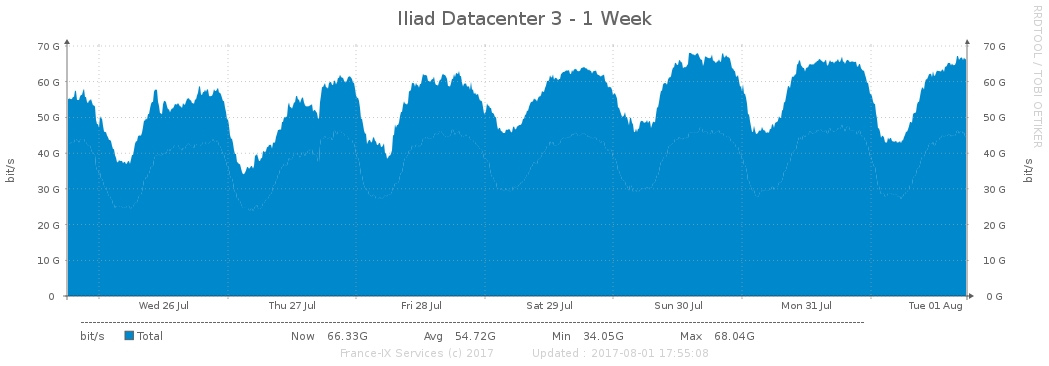 Iliad Datacenter 3 - 1 Week
RRDTOOL / TOBI OETIKER
70 G 70 G
60 G 60 G
50 G 50 G
40 G 40 G
30 G 30 G
20 G 20 G
10 G 10 G
0 0 G
bit/s bit/s
Wed 26 Jul Thu 27 Jul Fri 28 Jul Sat 29 Jul Sun 30 Jul Mon 31 Jul Tue 01 Aug
bit/s Total Now 66.33G Avg 54.72G Min 34.05G Max 68.04G
France-IX Services (c) 2017 Updated : 2017-08-01 17:55:08